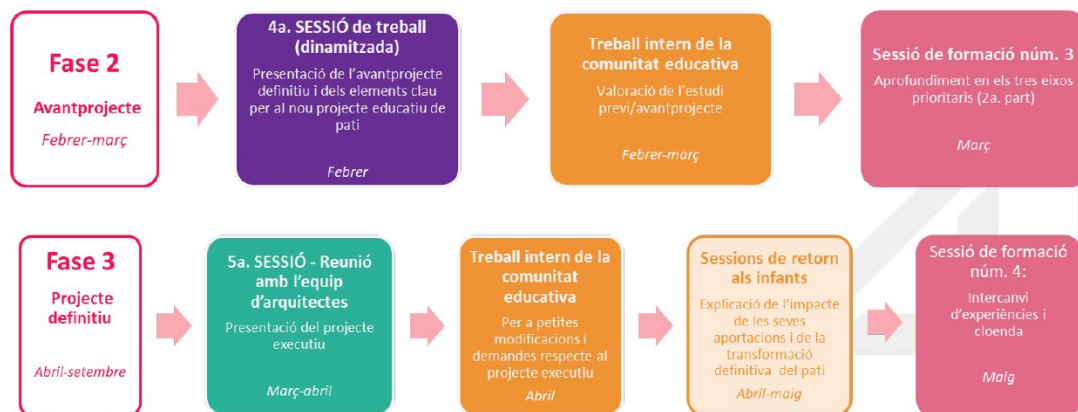 Fase 2
Avantprojecte
Febrer-març
4a. SESSIÓ de treball
(dinamitzada)
Presentació de l'avantprojecte
definitiu i dels elements clau
per al nou projecte educatiu de
pati
Febrer
Treball intern de la
comunitat educativa
Valoració de l'estudi
previ/avantprojecte
Febrer-març
Sessió de formació núm. 3
Aprofundiment en els tres eixos
prioritaris (2a. part)
Març
Fase 3
Projecte
definitiu
Abril-setembre
5a. SESSIÓ - Reunió
amb l'equip
d'arquitectes
Presentació del projecte
executiu
Març-abril
Treball intern de la
comunitat
educativa
Per a petites
modificacions i
demandes respecte al
projecte executiu
Abril
Sessions de retorn
als infants
Explicació de l'impacte
de les seves
aportacions i de la
transformació
definitiva del pati
Abril-maig
Sessió de formació
núm. 4:
Intercanvi
d'experiències i
cloenda
Maig